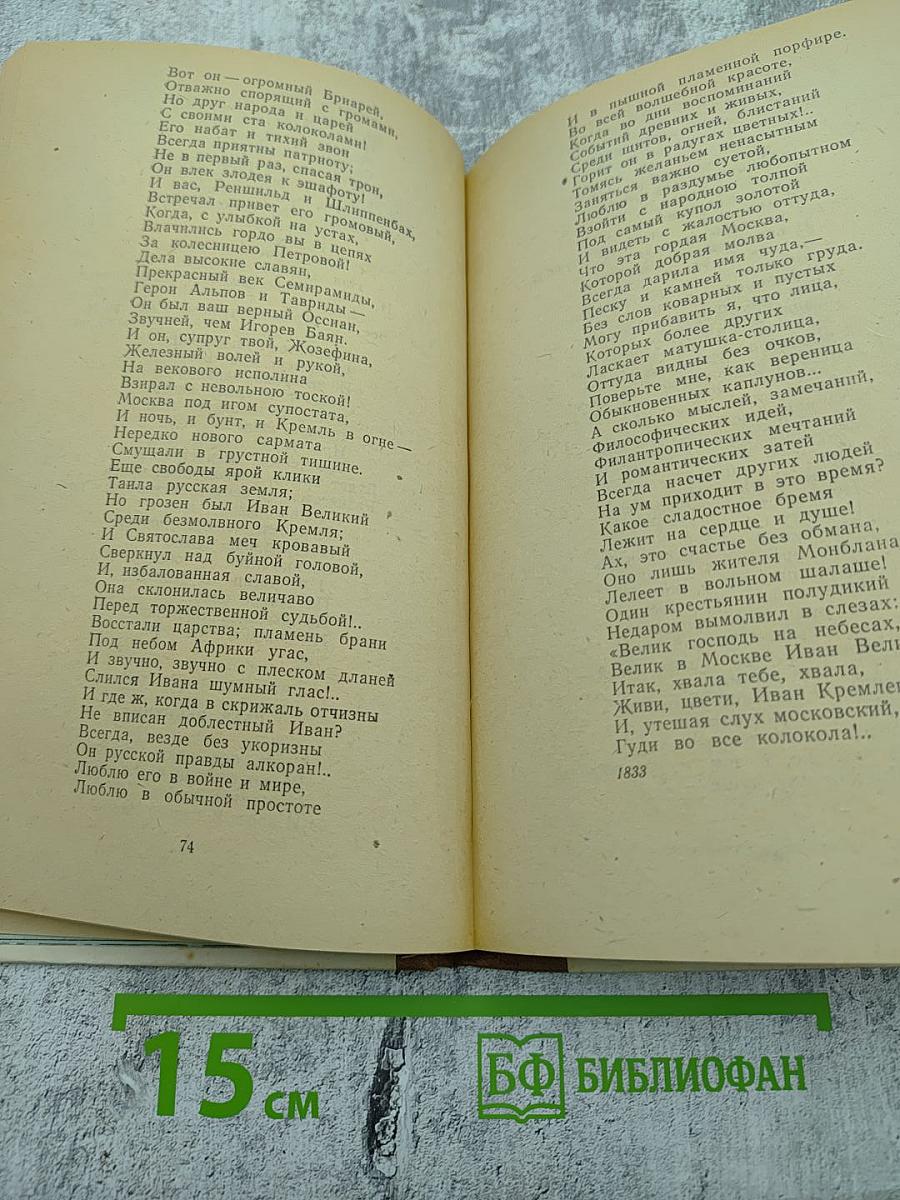 Вот он — огромный Бриарей,
Отважно спорящий с громами,
Но друг народа и царей
С своими ста колоколами!
Его набат и тихий звон
Всегда приятны патриоту;
Не в первый раз, спасая трон,
Он влек злодея к эшафоту!
И вас, Реншильд и Шлиппенбах,
Встречал привет его громовый,
Когда, с улыбкой на устах,
Влачились гордо вы в цепях
За колесницею Петровой!
Дела высокие славян,
Прекрасный век Семирамиды,
Герои Альпов и Тавриды —
Он был ваш верный Оссиан,
Звучней, чем Игорев Баян.
И он, супруг твой, Жозефина,
Железный волей и рукой,
На векового исполина
Взирал с невольною тоской!
Москва под игом супостата,
И ночь, и бунт, и Кремль в огне —
Нередко нового сармата
Смущали в грустной тишине.
Еще свободы ярой клики
Таила русская земля;
Но грозен был Иван Великий
Среди безмолвного Кремля;
И Святослава меч кровавый
Сверкнул над буйной головой,
И, избалованная славой,
Она склонилась величаво
Перед торжественной судьбой!..
Восстали царства; пламень брани
Под небом Африки угас,
И звучно, звучно с плеском дланей
Слился Ивана шумный глас!..
И где ж, когда в скрижаль отчизны
Не вписан доблестный Иван?
Всегда, везде без укоризны
Он русской правды алкоран!..
Люблю его в войне и мире,
Люблю в обычной простоте
74
И в пышной пламенной порфире.
Во всей волшебной красоте,
Когда во дни воспоминаний
Событий древних и живых,
Среди щитов, огней, блистаний
Горит он в радугах цветных!..
Томясь желаньем ненасытным
Заняться важно суетой,
Люблю в раздумье любопытном
Взойти с народною толпой
Под самый купол золотой
И видеть с жалостью оттуда,
Что эта гордая Москва,
Которой добрая молва
Всегда дарила имя чуда,—
Песку и камней только груда.
Без слов коварных и пустых
Могу прибавить я, что лица,
Которых более других
Ласкает матушка-столица,
Оттуда видны без очков,
Поверьте мне, как вереница
Обыкновенных каплунов...
А сколько мыслей, замечаний,
Философических идей,
Филантропических мечтаний
И романтических затей
Всегда насчет других людей
На ум приходит в это время?
Какое сладостное бремя
Лежит на сердце и душе!
Ах, это счастье без обмана,
Оно лишь жителя Монблана
Лелеет в вольном шалаше!
Один крестьянин полудикий
Недаром вымолвил в слезах:
«Велик господь на небесах,
Велик в Москве Иван Вели
Итак, хвала тебе, хвала,
Живи, цвети, Иван Кремлев
И, утешая слух московский,
Гуди во все колокола!..
1833
15 см
БФ БИБЛИОФАН